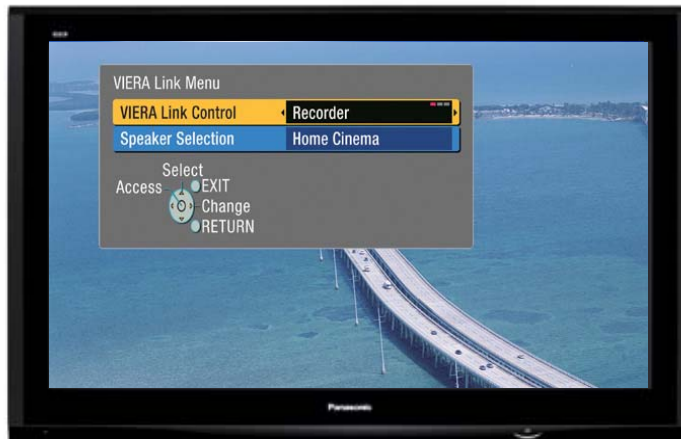 VIERA Link Menu
VIERA Link Control Recorder
Speaker Selection Home Cinema
Select
Access EXIT
Change
RETURN
Panasonic